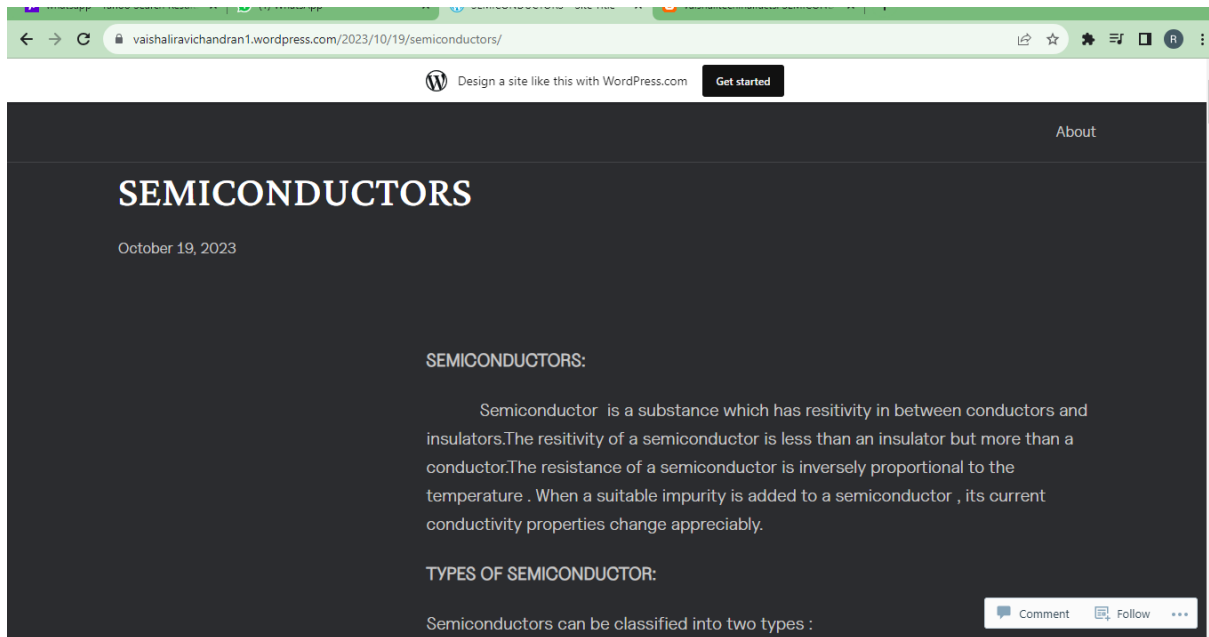 vaishaliravichandran1.wordpress.com/2023/10/19/semiconductors/
R
Design a site like this with WordPress.com Get started
About
SEMICONDUCTORS
October 19, 2023
SEMICONDUCTORS:
Semiconductor is a substance which has resitivity in between conductors and
insulators.The resitivity of a semiconductor is less than an insulator but more than a
conductor.The resistance of a semiconductor is inversely proportional to the
temperature . When a suitable impurity is added to a semiconductor , its current
conductivity properties change appreciably.
TYPES OF SEMICONDUCTOR:
Comment Follow
Semiconductors can be classified into two types :